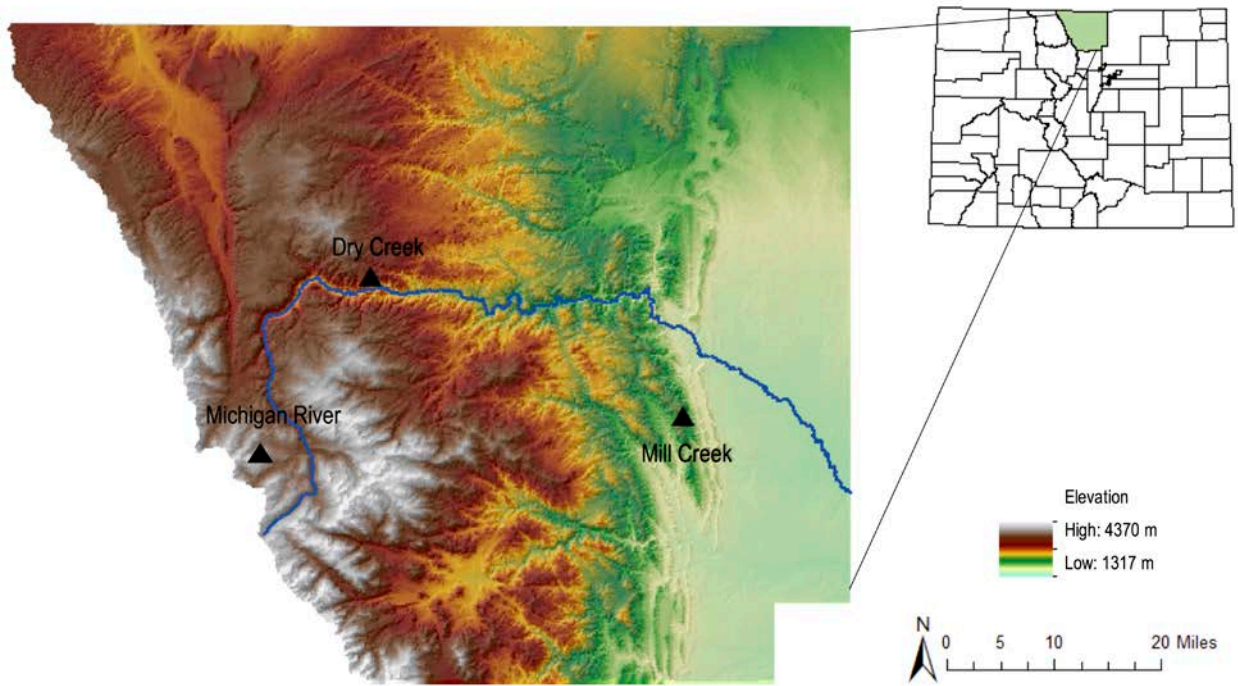 Dry Creek
Michigan River
Mill Creek
Elevation
High: 4370 m
Low: 1317 m
N
0 5 10 20 Miles